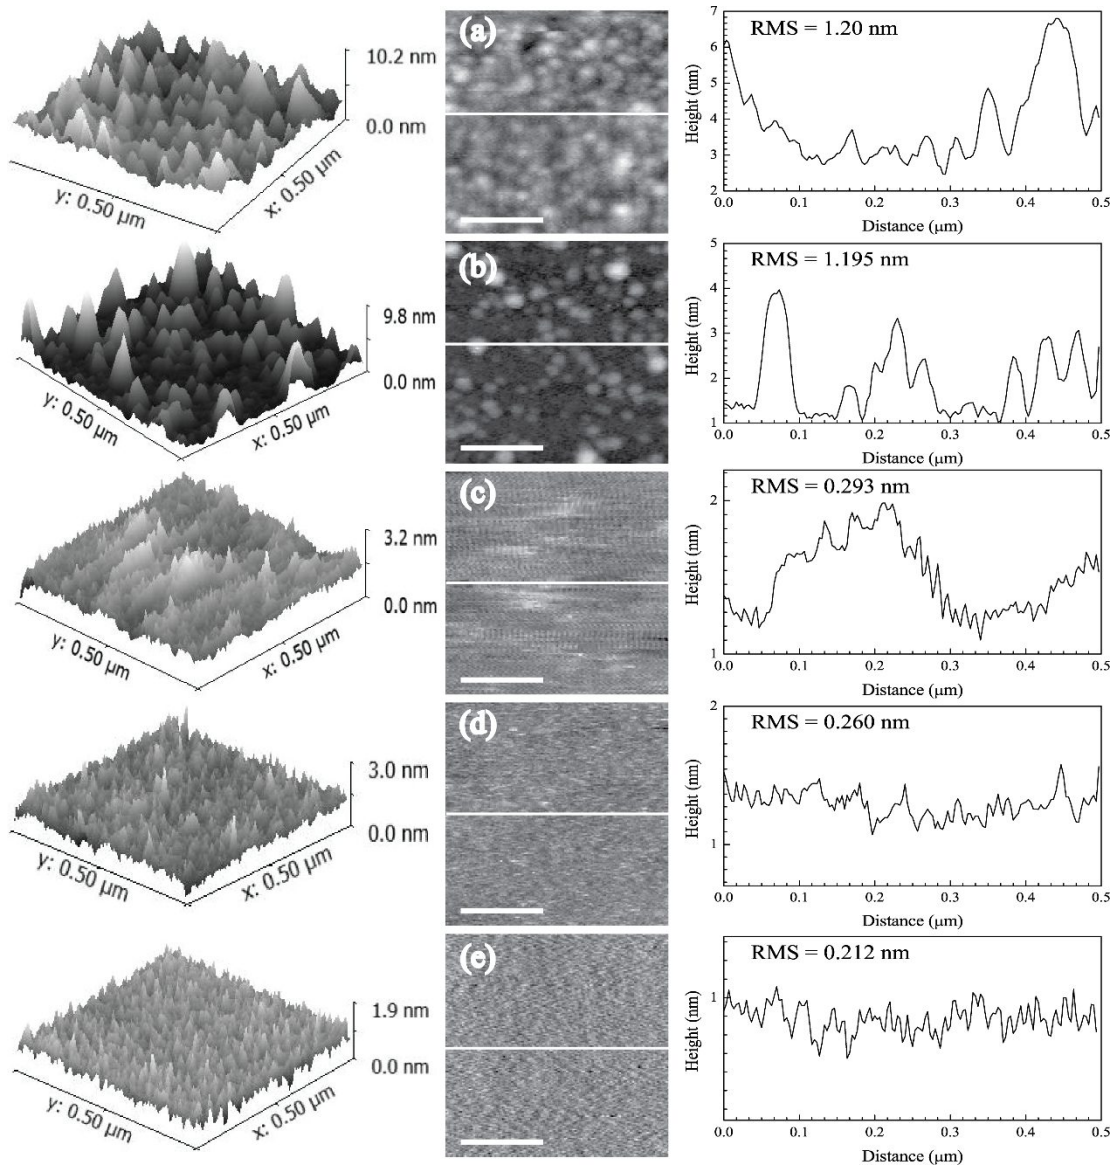 10.2 nm
0.0 nm
y: 0.50 µm
x: 0.50 µm
(a)
RMS = 1.20 nm
7
6
5
4
3
2
Height (nm)
0.0 0.1 0.2 0.3 0.4 0.5
Distance (µm)
9.8 nm
0.0 nm
y: 0.50 µm
x: 0.50 µm
(b)
RMS = 1.195 nm
5
4
3
2
1
Height (nm)
0.0 0.1 0.2 0.3 0.4 0.5
Distance (µm)
3.2 nm
0.0 nm
y: 0.50 µm
x: 0.50 µm
(c)
RMS = 0.293 nm
2
1
Height (nm)
0.0 0.1 0.2 0.3 0.4 0.5
Distance (µm)
3.0 nm
0.0 nm
y: 0.50 µm
x: 0.50 µm
(d)
RMS = 0.260 nm
2
1
Height (nm)
0.0 0.1 0.2 0.3 0.4 0.5
Distance (µm)
1.9 nm
0.0 nm
y: 0.50 µm
x: 0.50 µm
(e)
RMS = 0.212 nm
1
Height (nm)
0.0 0.1 0.2 0.3 0.4 0.5
Distance (µm)